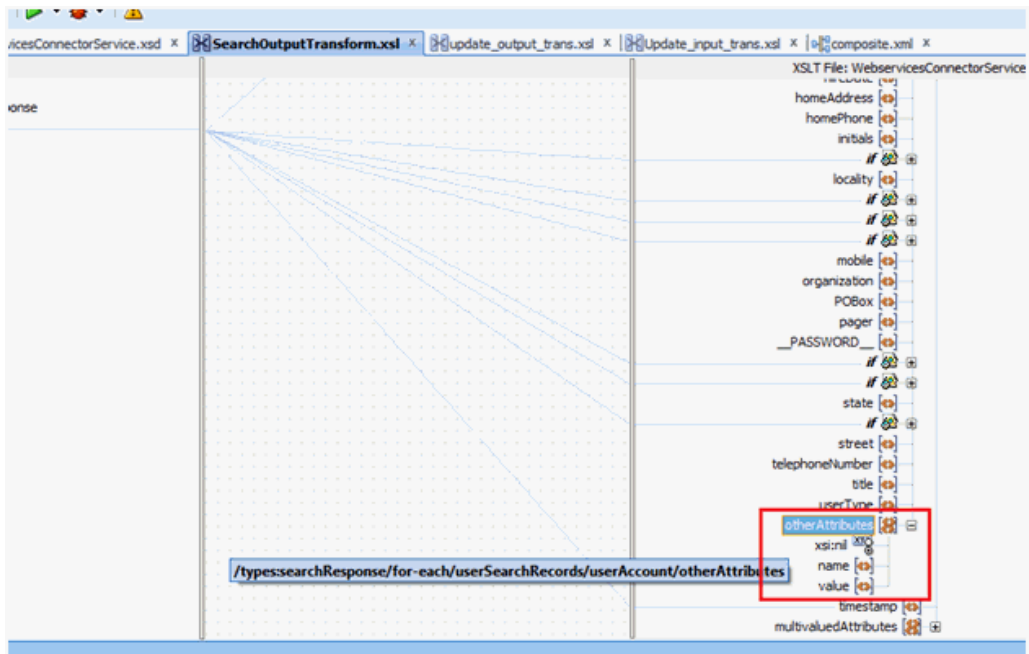 vicesConnectorService.xsd
SearchOutputTransform.xsl
update_output_trans.xsl
Update_input_trans.xsl
composite.xml
XSLT File: WebservicesConnectorService
onse
hireDate
homeAddress
homePhone
initials
if
locality
if
if
if
mobile
organization
POBox
pager
__PASSWORD__
if
if
state
if
street
telephoneNumber
title
userType
otherAttributes
xsi:nil
name
/types:searchResponse/for-each/userSearchRecords/userAccount/otherAttributes
value
timestamp
multivaluedAttributes